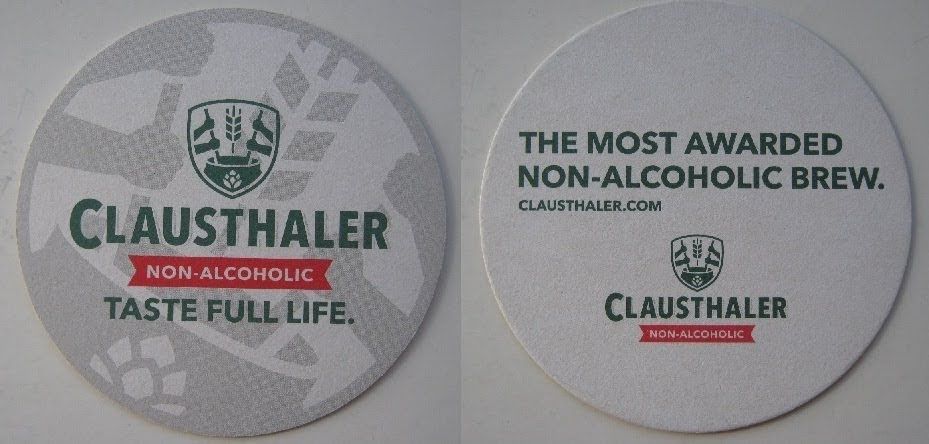 CLAUSTHALER
NON-ALCOHOLIC
TASTE FULL LIFE.
THE MOST AWARDED
NON-ALCOHOLIC BREW.
CLAUSTHALER.COM
CLAUSTHALER
NON-ALCOHOLIC